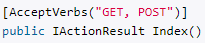 [AcceptVerbs("GET, POST")]
public IActionResult Index()